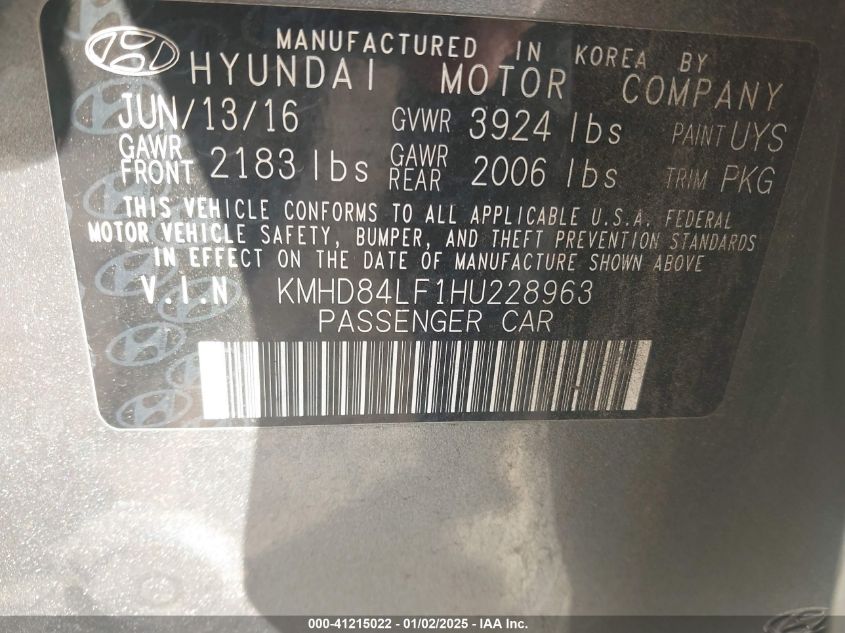 MANUFACTURED IN KOREA BY
HYUNDAI MOTOR COMPANY
JUN/13/16 GVWR 3924 lbs PAINT UYS
GAWR FRONT 2183 lbs GAWR REAR 2006 lbs TRIM PKG
THIS VEHICLE CONFORMS TO ALL APPLICABLE U.S.A. FEDERAL
MOTOR VEHICLE SAFETY, BUMPER, AND THEFT PREVENTION STANDARDS
IN EFFECT ON THE DATE OF MANUFACTURE SHOWN ABOVE
V.I.N KMHD84LF1HU228963
PASSENGER CAR
000-41215022 - 01/02/2025 - IAA Inc.